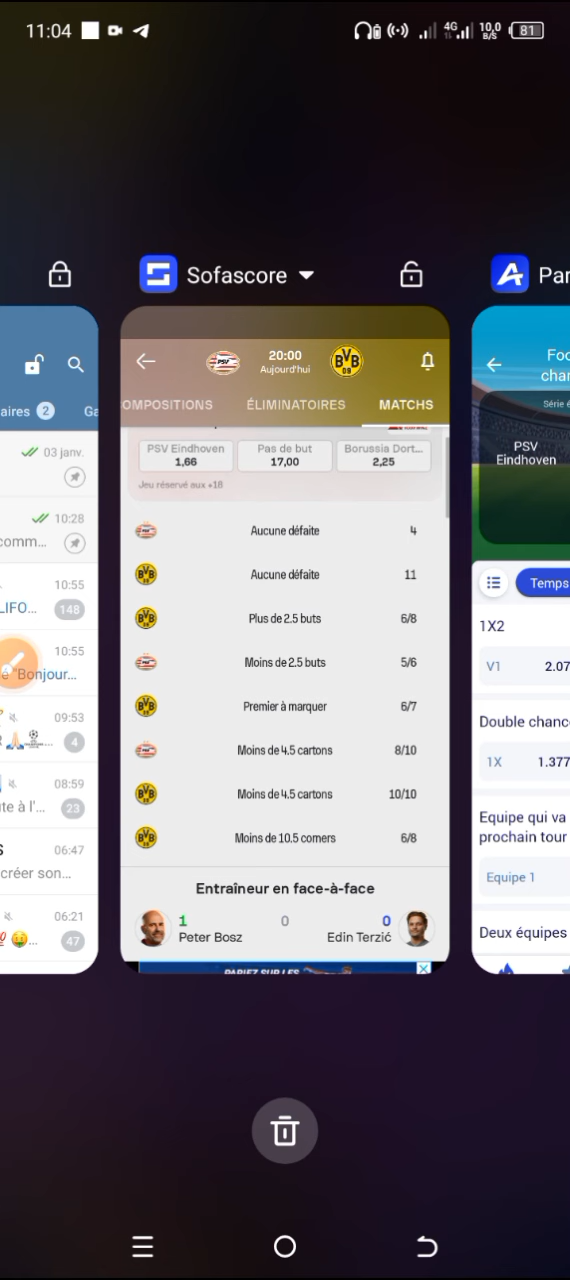 11:04
4G 10,0 B/S 81
Sofascore
Par
20:00
Aujourd'hui
OMPOSITIONS ÉLIMINATOIRES MATCHS
PSV Eindhoven Pas de but Borussia Dort...
1,66 17,00 2,25
Jeu réservé aux +18
Aucune défaite 4
Aucune défaite 11
Plus de 2.5 buts 6/8
Moins de 2.5 buts 5/6
Premier à marquer 6/7
Moins de 4.5 cartons 8/10
Moins de 4.5 cartons 10/10
Moins de 10.5 corners 6/8
Entraîneur en face-à-face
1 0 0
Peter Bosz Edin Terzić
PARIEZ SUR LES
aires 2 Ga
03 janv.
10:28
comm...
10:55
LIFO... 148
10:55
é "Bonjour...
09:53
R 4
08:59
ute à l'... 23
S 06:47
créer son...
06:21
47
Foo
char
Série é
PSV
Eindhoven
Temps
1X2
V1 2.07
Double chance
1X 1.377
Equipe qui va
prochain tour
Equipe 1
Deux équipes